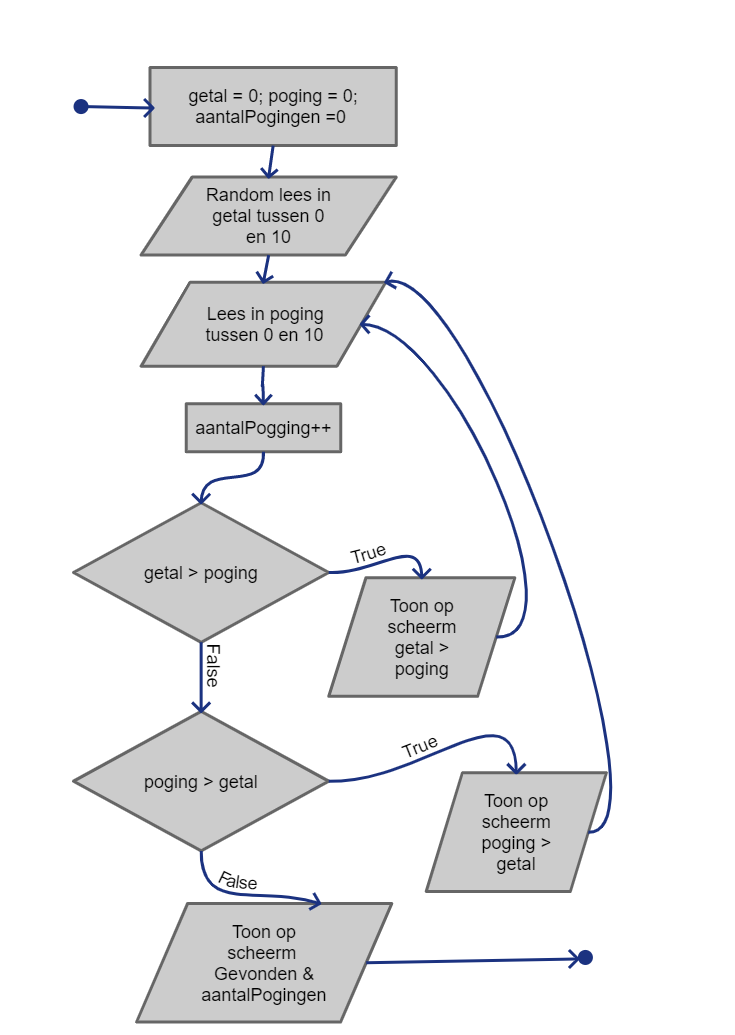 getal = 0; poging = 0;
aantalPogingen =0
Random lees in
getal tussen 0
en 10
Lees in poging
tussen 0 en 10
aantalPogging++
getal > poging
True
Toon op
scheerm
getal >
poging
False
poging > getal
True
Toon op
scheerm
poging >
getal
False
Toon op
scheerm
Gevonden &
aantalPogingen